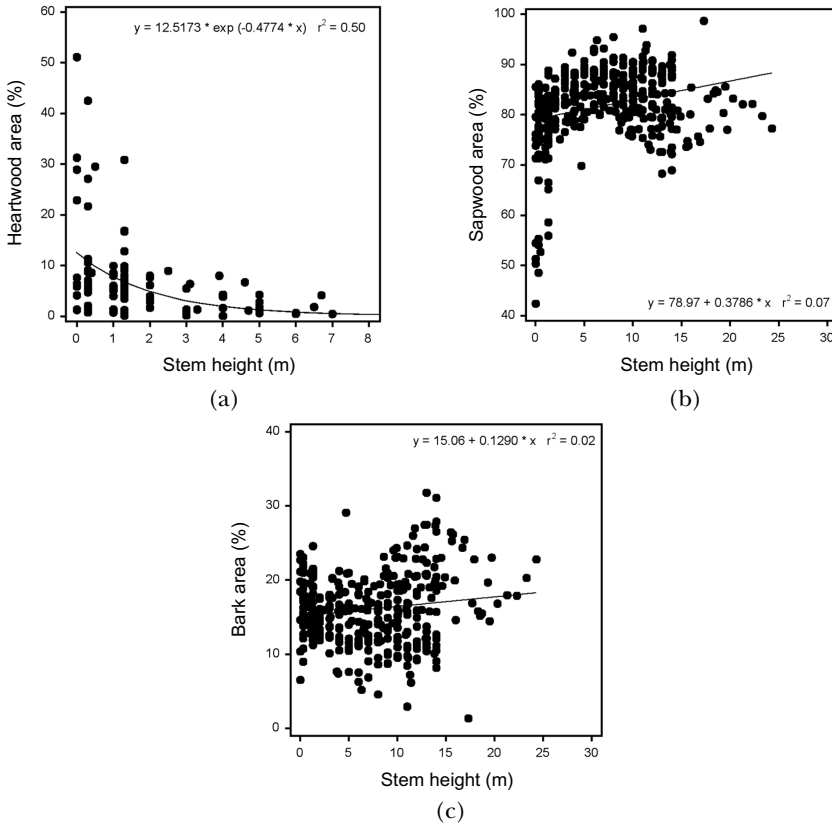 60
50
40
30
20
10
0
Heartwood area (%)
y = 12.5173 * exp (-0.4774 * x) r² = 0.50
0 1 2 3 4 5 6 7 8
Stem height (m)
(a)
100
90
80
70
60
50
40
Sapwood area (%)
y = 78.97 + 0.3786 * x r² = 0.07
0 5 10 15 20 25 30
Stem height (m)
(b)
40
30
20
10
0
Bark area (%)
y = 15.06 + 0.1290 * x r² = 0.02
0 5 10 15 20 25 30
Stem height (m)
(c)